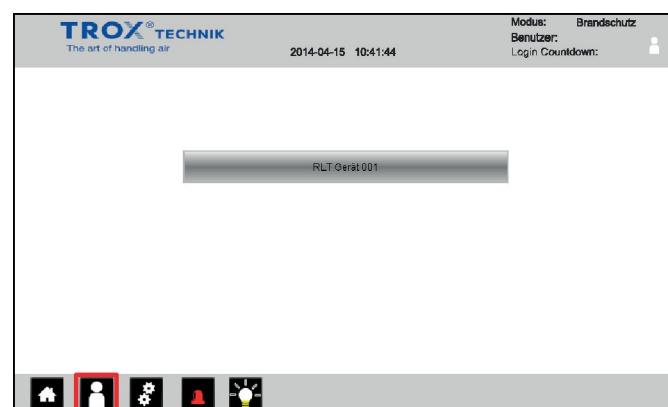 TROX® TECHNIK
The art of handling air
2014-04-15 10:41:44
Modus: Brandschutz
Benutzer:
Login Countdown:
RLT Gerät 001